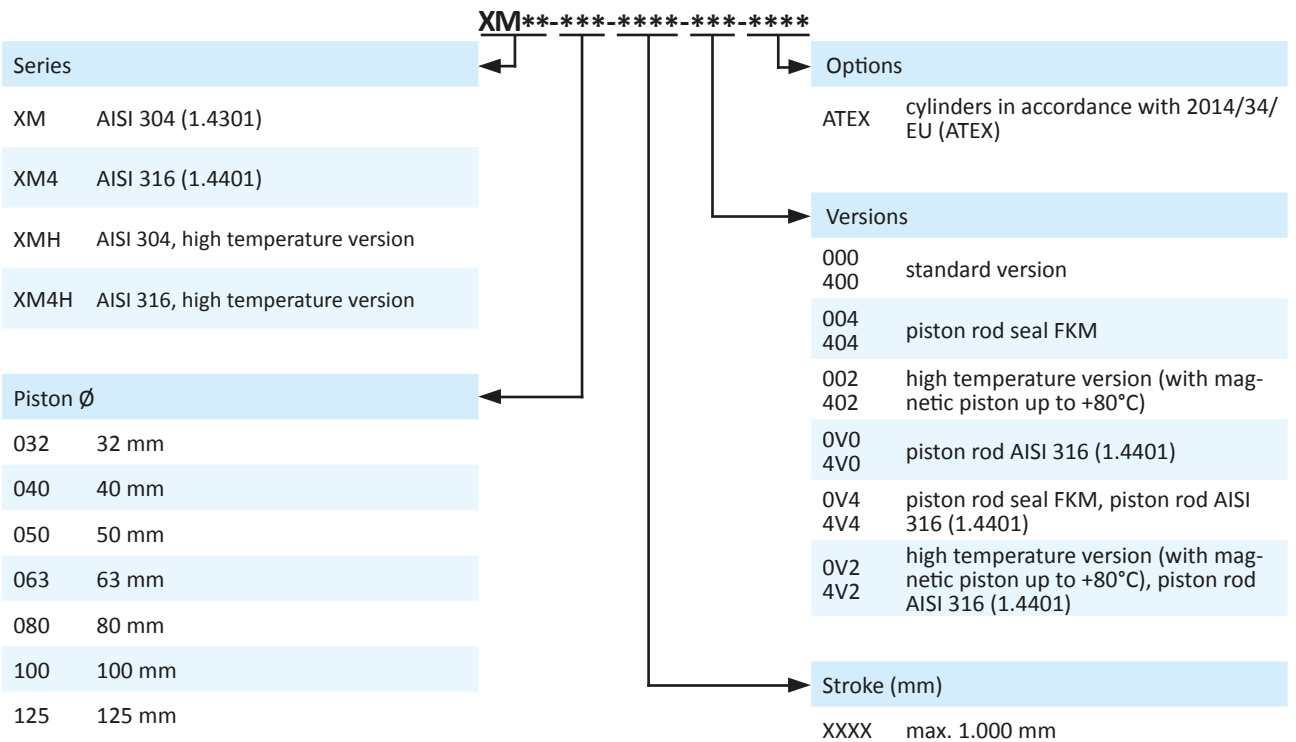 XM**-***-****-***-****
Series
XM AISI 304 (1.4301)
XM4 AISI 316 (1.4401)
XMH AISI 304, high temperature version
XM4H AISI 316, high temperature version
Piston Ø
032 32 mm
040 40 mm
050 50 mm
063 63 mm
080 80 mm
100 100 mm
125 125 mm
Options
ATEX cylinders in accordance with 2014/34/
EU (ATEX)
Versions
000
400
standard version
004
404
piston rod seal FKM
002 high temperature version (with mag-
402 netic piston up to +80°C)
0V0
4V0
piston rod AISI 316 (1.4401)
0V4 piston rod seal FKM, piston rod AISI
4V4 316 (1.4401)
0V2
4V2
high temperature version (with mag-
netic piston up to +80°C), piston rod
AISI 316 (1.4401)
Stroke (mm)
XXXX max. 1.000 mm